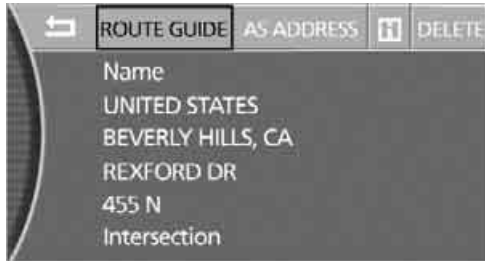 ROUTE GUIDE AS ADDRESS i DELETE
Name
UNITED STATES
BEVERLY HILLS, CA
REXFORD DR
455 N
Intersection